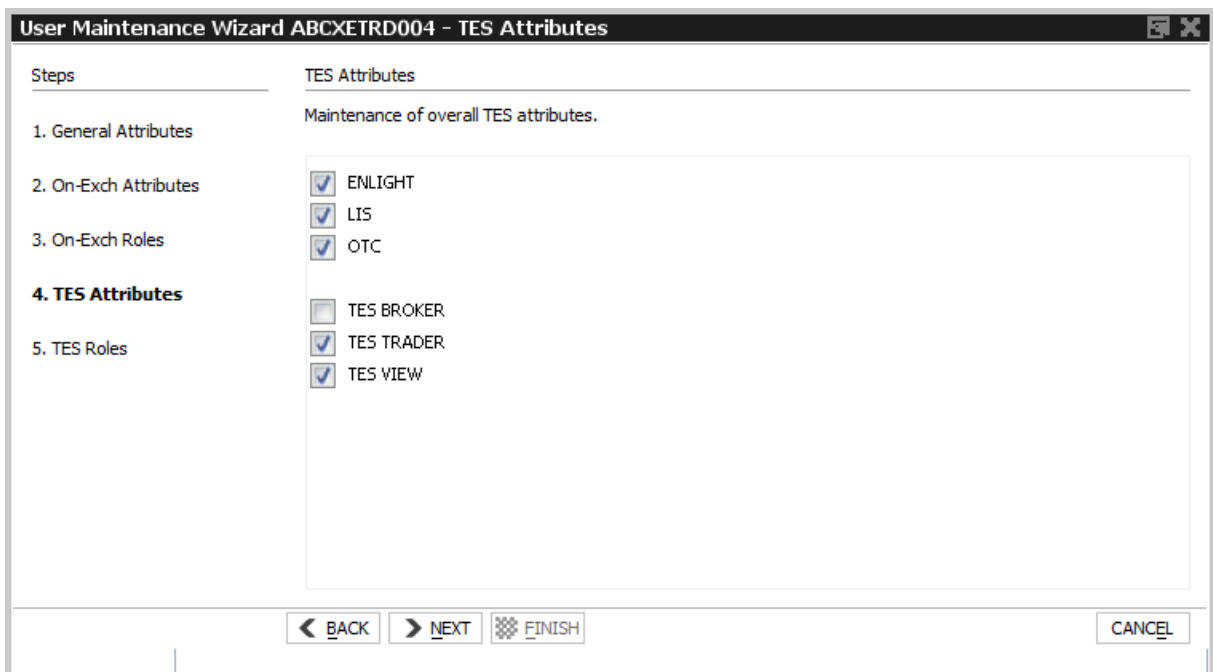 User Maintenance Wizard ABCXETRD004 - TES Attributes
Steps
1. General Attributes
2. On-Exch Attributes
3. On-Exch Roles
4. TES Attributes
5. TES Roles
TES Attributes
Maintenance of overall TES attributes.
ENLIGHT
LIS
OTC
TES BROKER
TES TRADER
TES VIEW
BACK
NEXT
FINISH
CANCEL